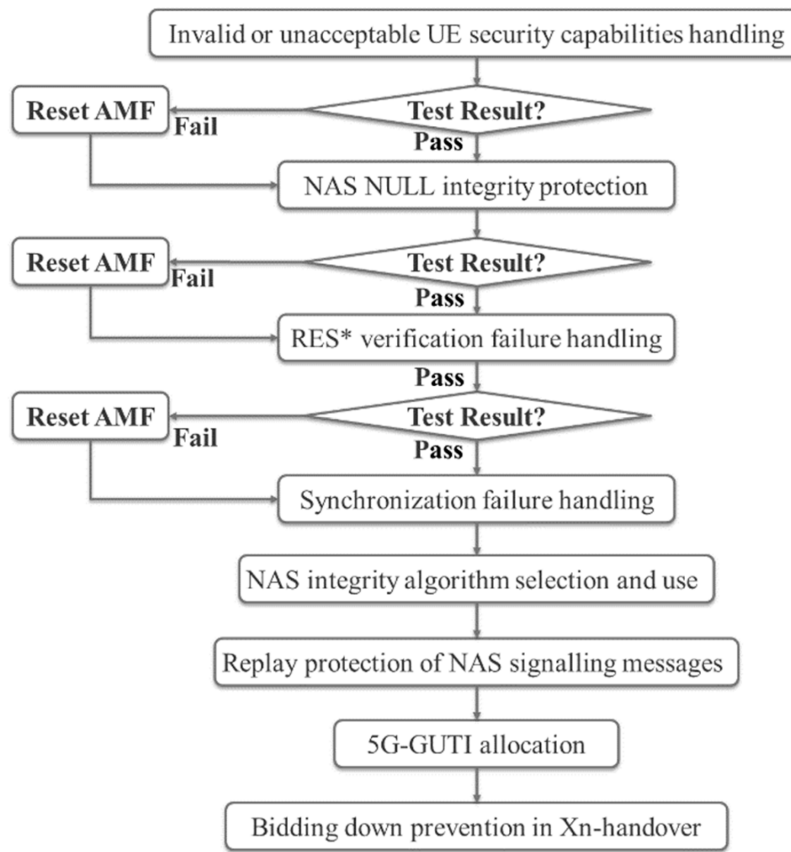 Invalid or unacceptable UE security capabilities handling
Reset AMF
Fail
Test Result?
Pass
NAS NULL integrity protection
Reset AMF
Fail
Test Result?
Pass
RES* verification failure handling
Pass
Reset AMF
Fail
Test Result?
Pass
Synchronization failure handling
NAS integrity algorithm selection and use
Replay protection of NAS signalling messages
5G-GUTI allocation
Bidding down prevention in Xn-handover